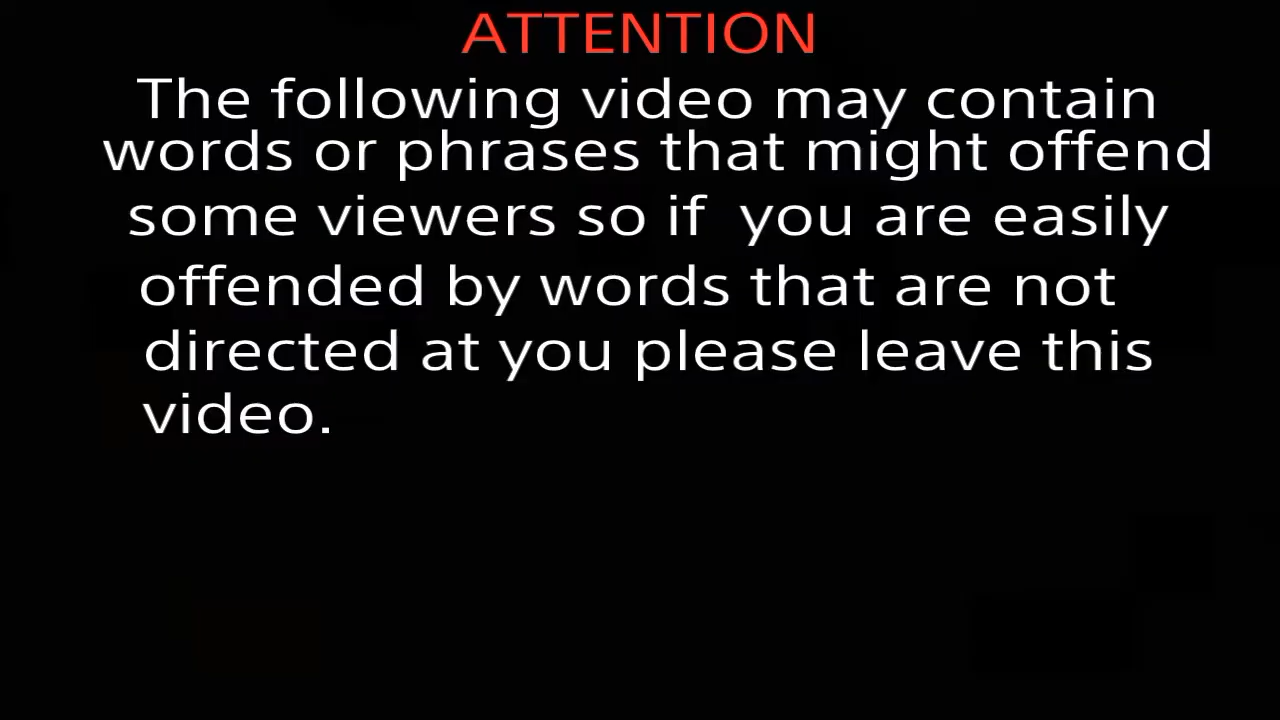 ATTENTION
The following video may contain
words or phrases that might offend
some viewers so if  you are easily
offended by words that are not
directed at you please leave this
video.